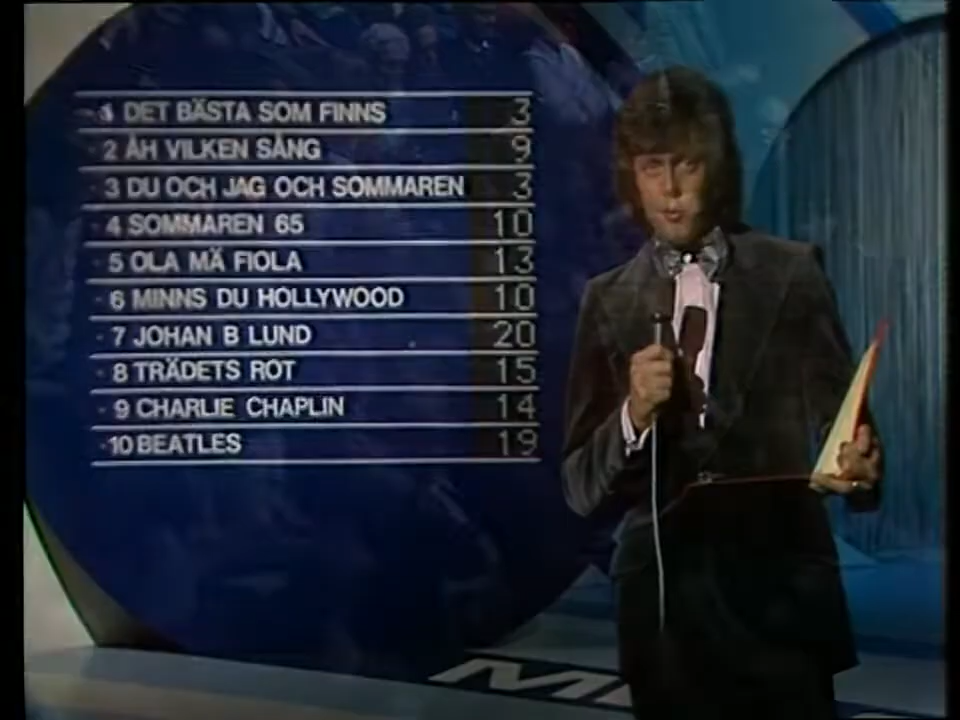 1 DET BÄSTA SOM FINNS 3
2 ÅH VILKEN SÅNG 9
3 DU OCH JAG OCH SOMMAREN 3
4 SOMMAREN 65 10
5 OLA MÄ FIOLA 13
6 MINNS DU HOLLYWOOD 10
7 JOHAN B LUND 20
8 TRÄDETS ROT 15
9 CHARLIE CHAPLIN 14
10 BEATLES 19